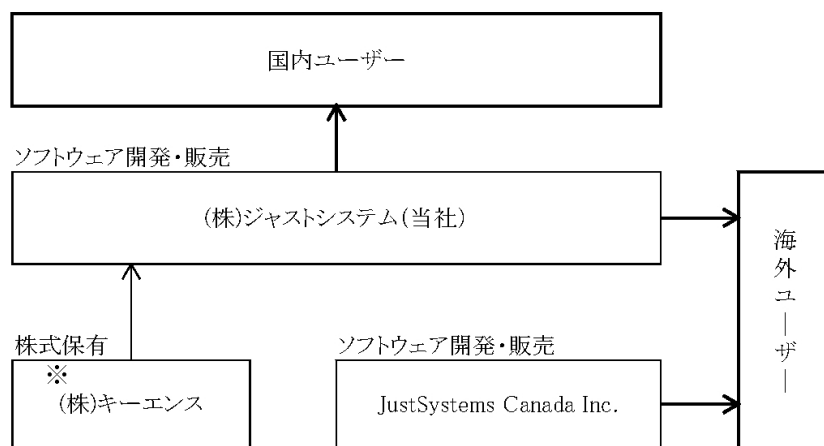 国内ユーザー
ソフトウェア開発・販売
(株)ジャストシステム(当社)
海外ユーザー
株式保有
ソフトウェア開発・販売
※
(株)キーエンス
JustSystems Canada Inc.